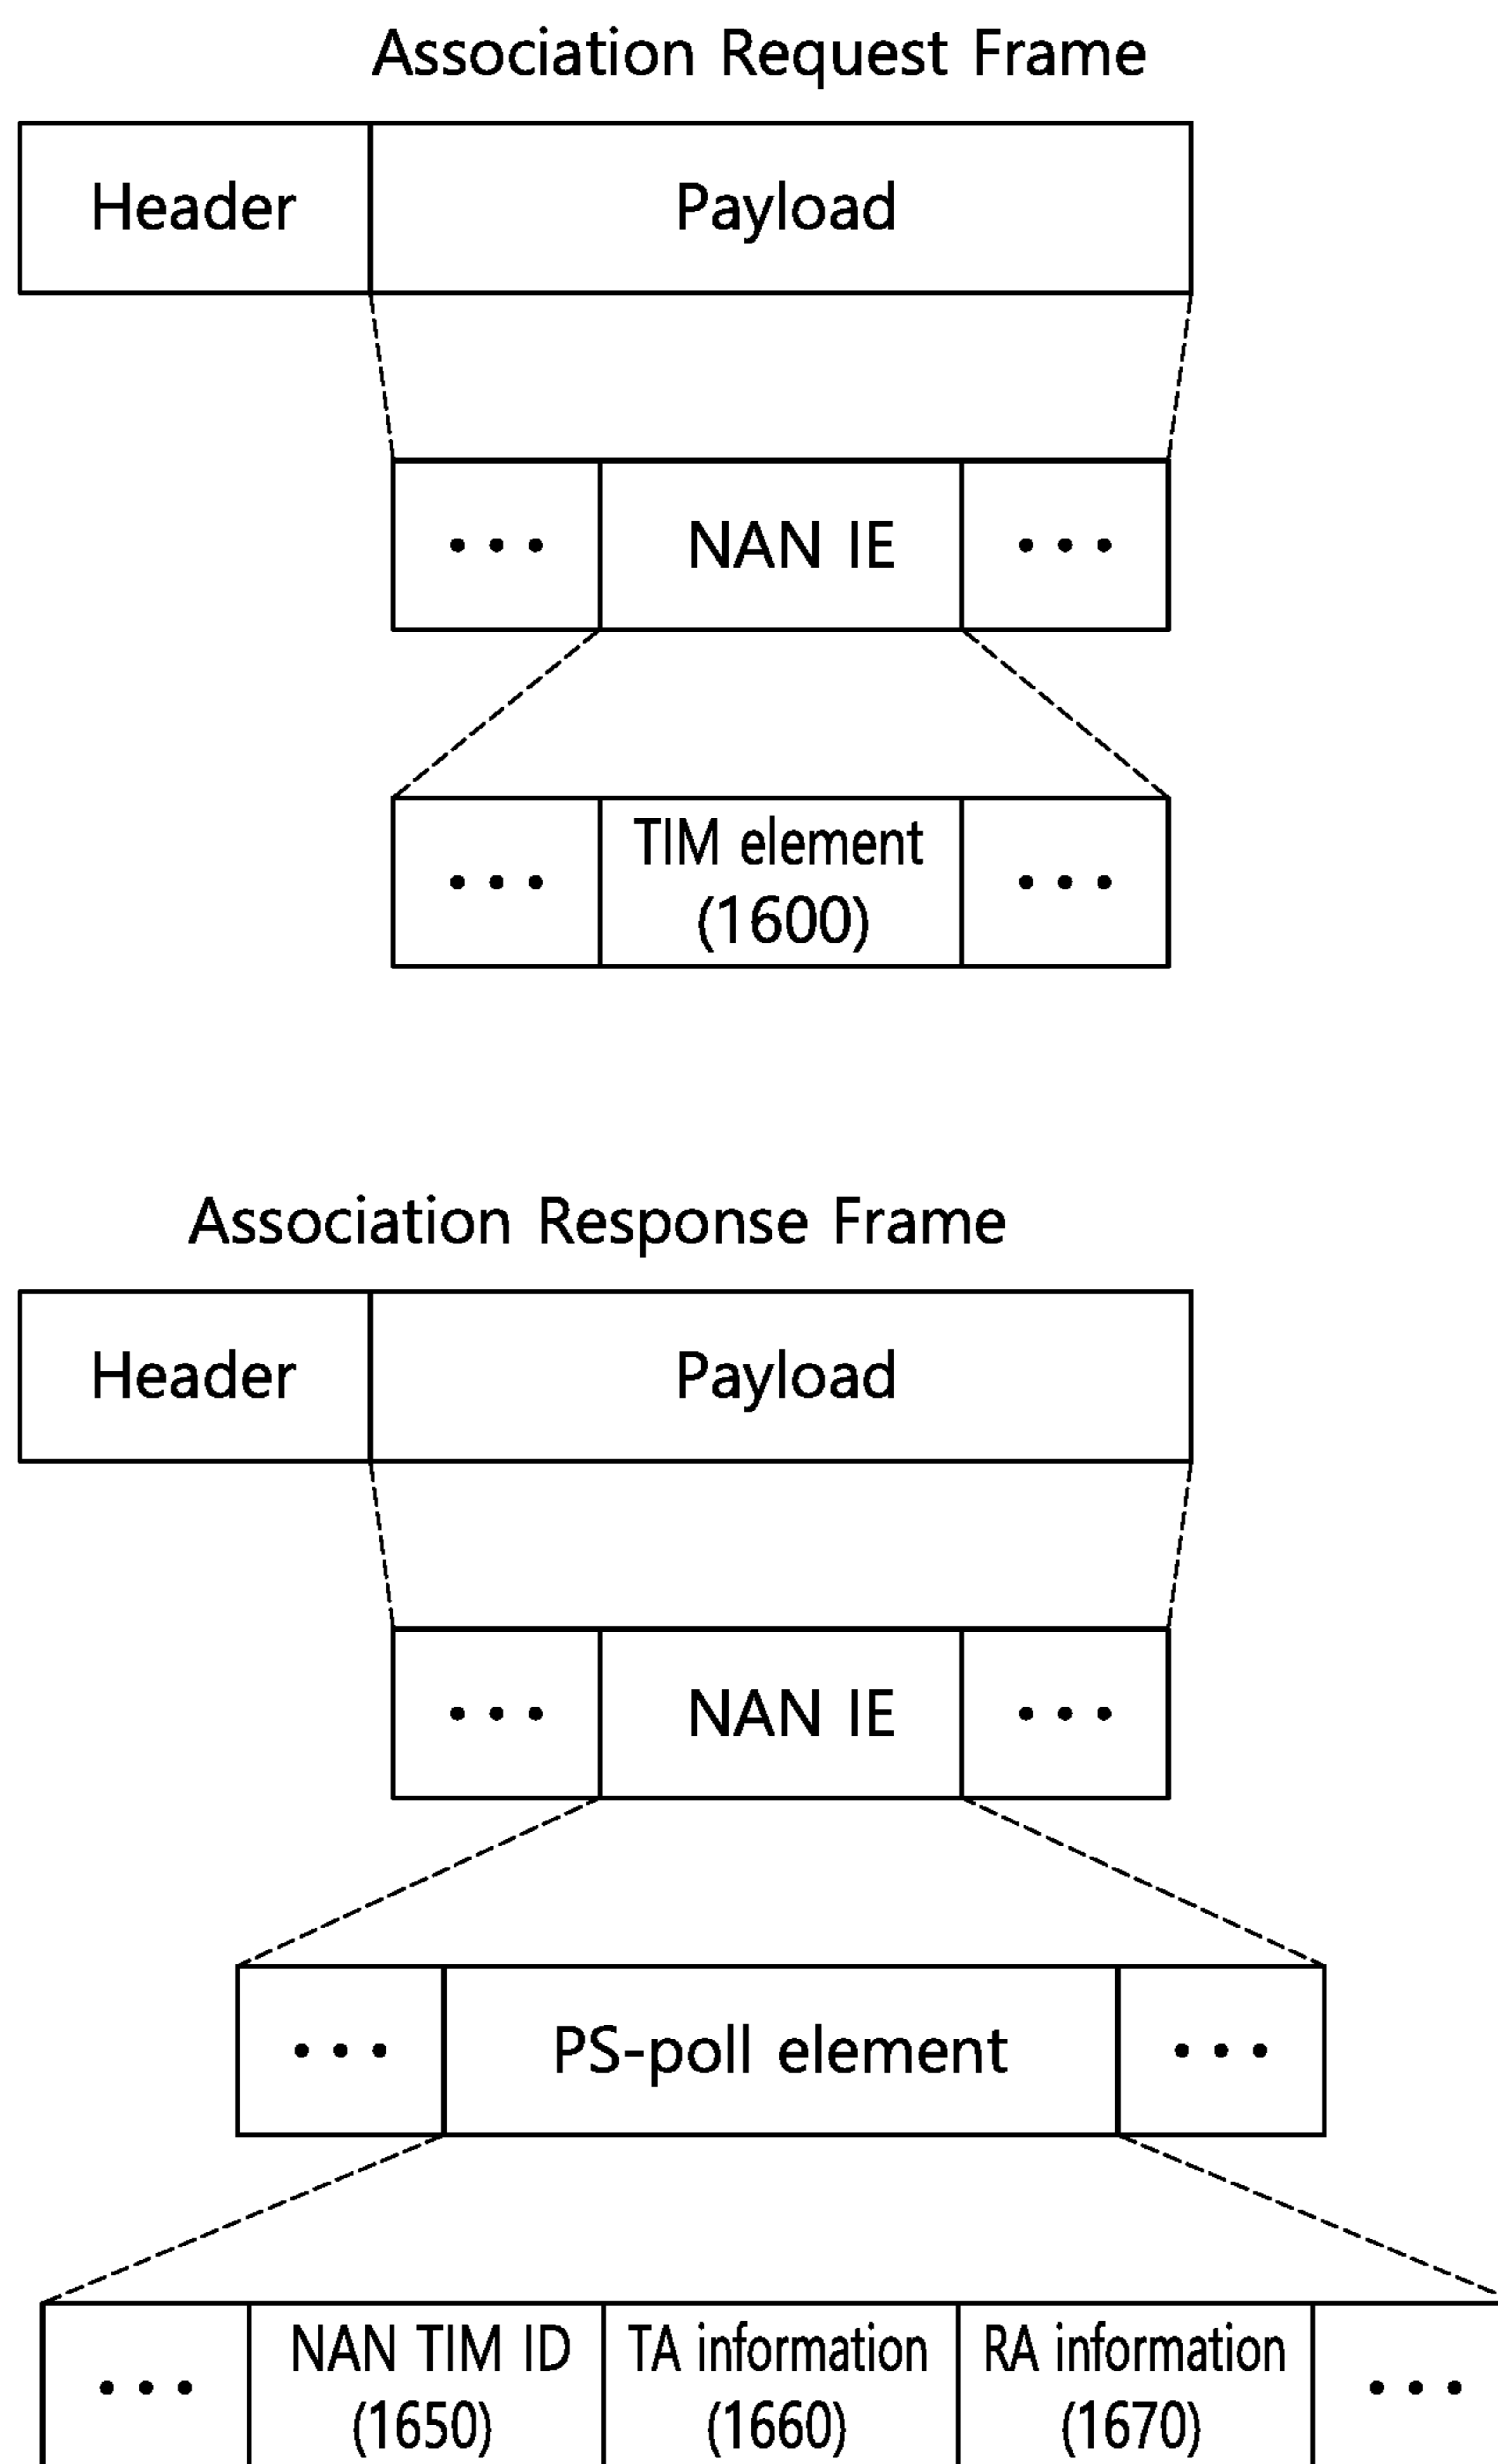 Association Request Frame
Header Payload
• • • NAN IE • • •
• • • TIM element • • •
(1600)
Association Response Frame
Header Payload
• • • NAN IE • • •
• • • PS-poll element • • •
• • • NAN TIM ID TA information RA information • • •
(1650) (1660) (1670)